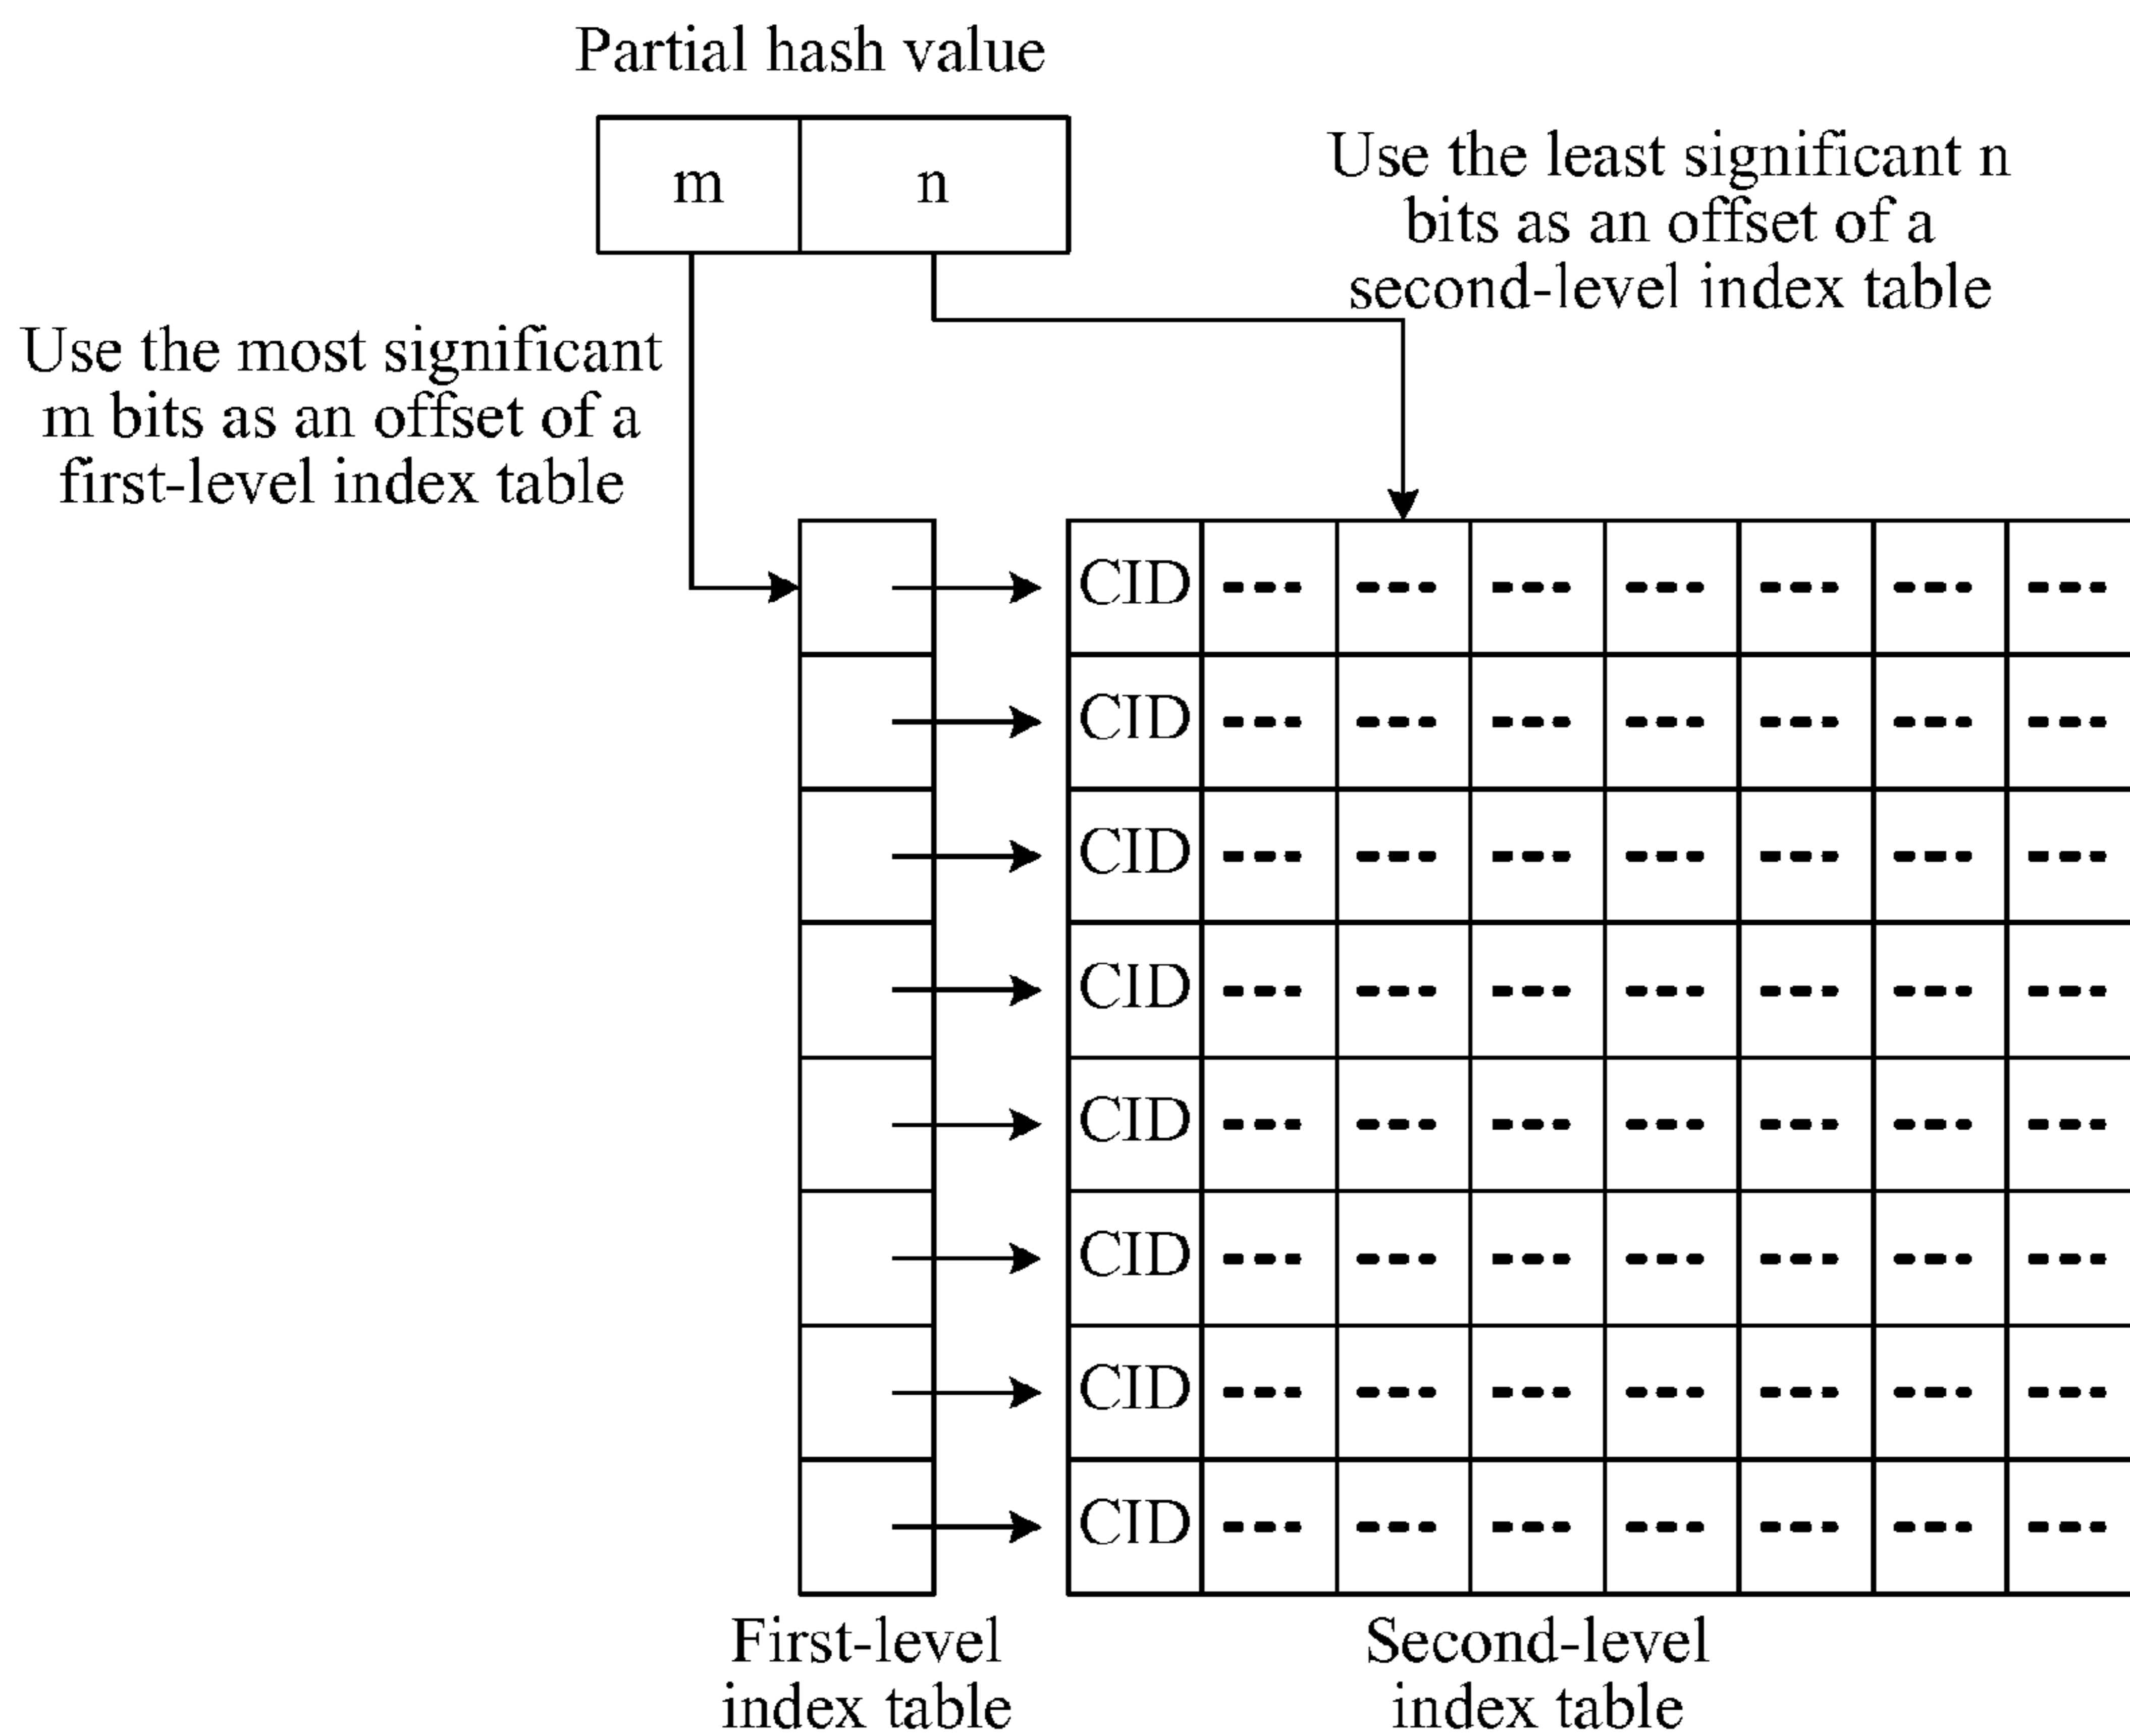 Partial hash value
m n
Use the least significant n
bits as an offset of a
second-level index table
Use the most significant
m bits as an offset of a
first-level index table
CID --- --- --- --- --- --- ---
CID --- --- --- --- --- --- ---
CID --- --- --- --- --- --- ---
CID --- --- --- --- --- --- ---
CID --- --- --- --- --- --- ---
CID --- --- --- --- --- --- ---
CID --- --- --- --- --- --- ---
CID --- --- --- --- --- --- ---
First-level
index table
Second-level
index table